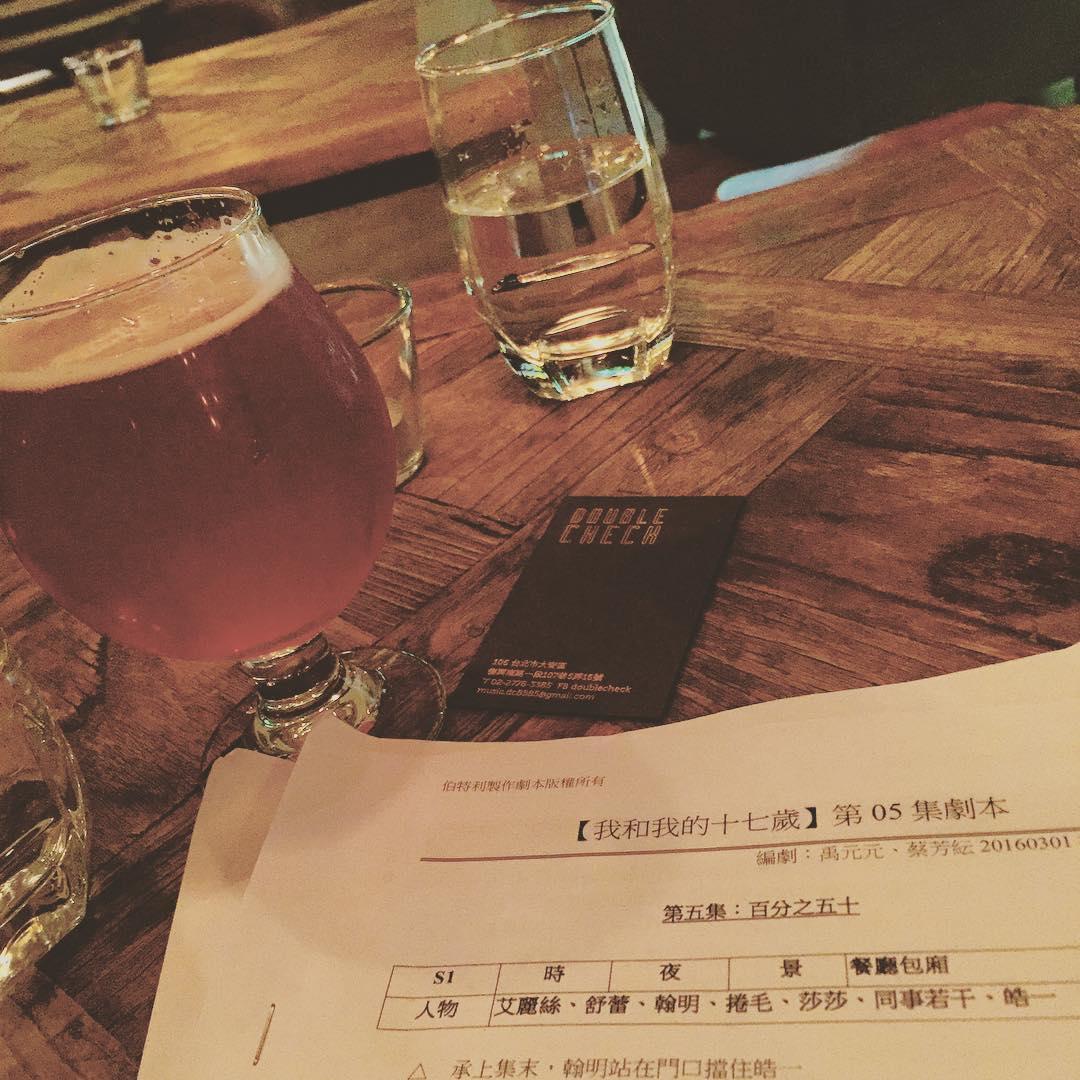 DOUBLE
CHECK
106 台北市大安區
復興南路一段107巷5弄15號
T 02-2776-3385 FB doublecheck
music.dc8585@gmail.com
伯特利製作劇本版權所有
【我和我的十七歲】第 05 集劇本
編劇：禹元元、蔡芳紜 20160301
第五集：百分之五十
S1 時 夜 景 餐廳包廂
人物 艾麗絲、舒蕾、翰明、捲毛、莎莎、同事若干、皓一
△ 承上集末，翰明站在門口擋住皓一